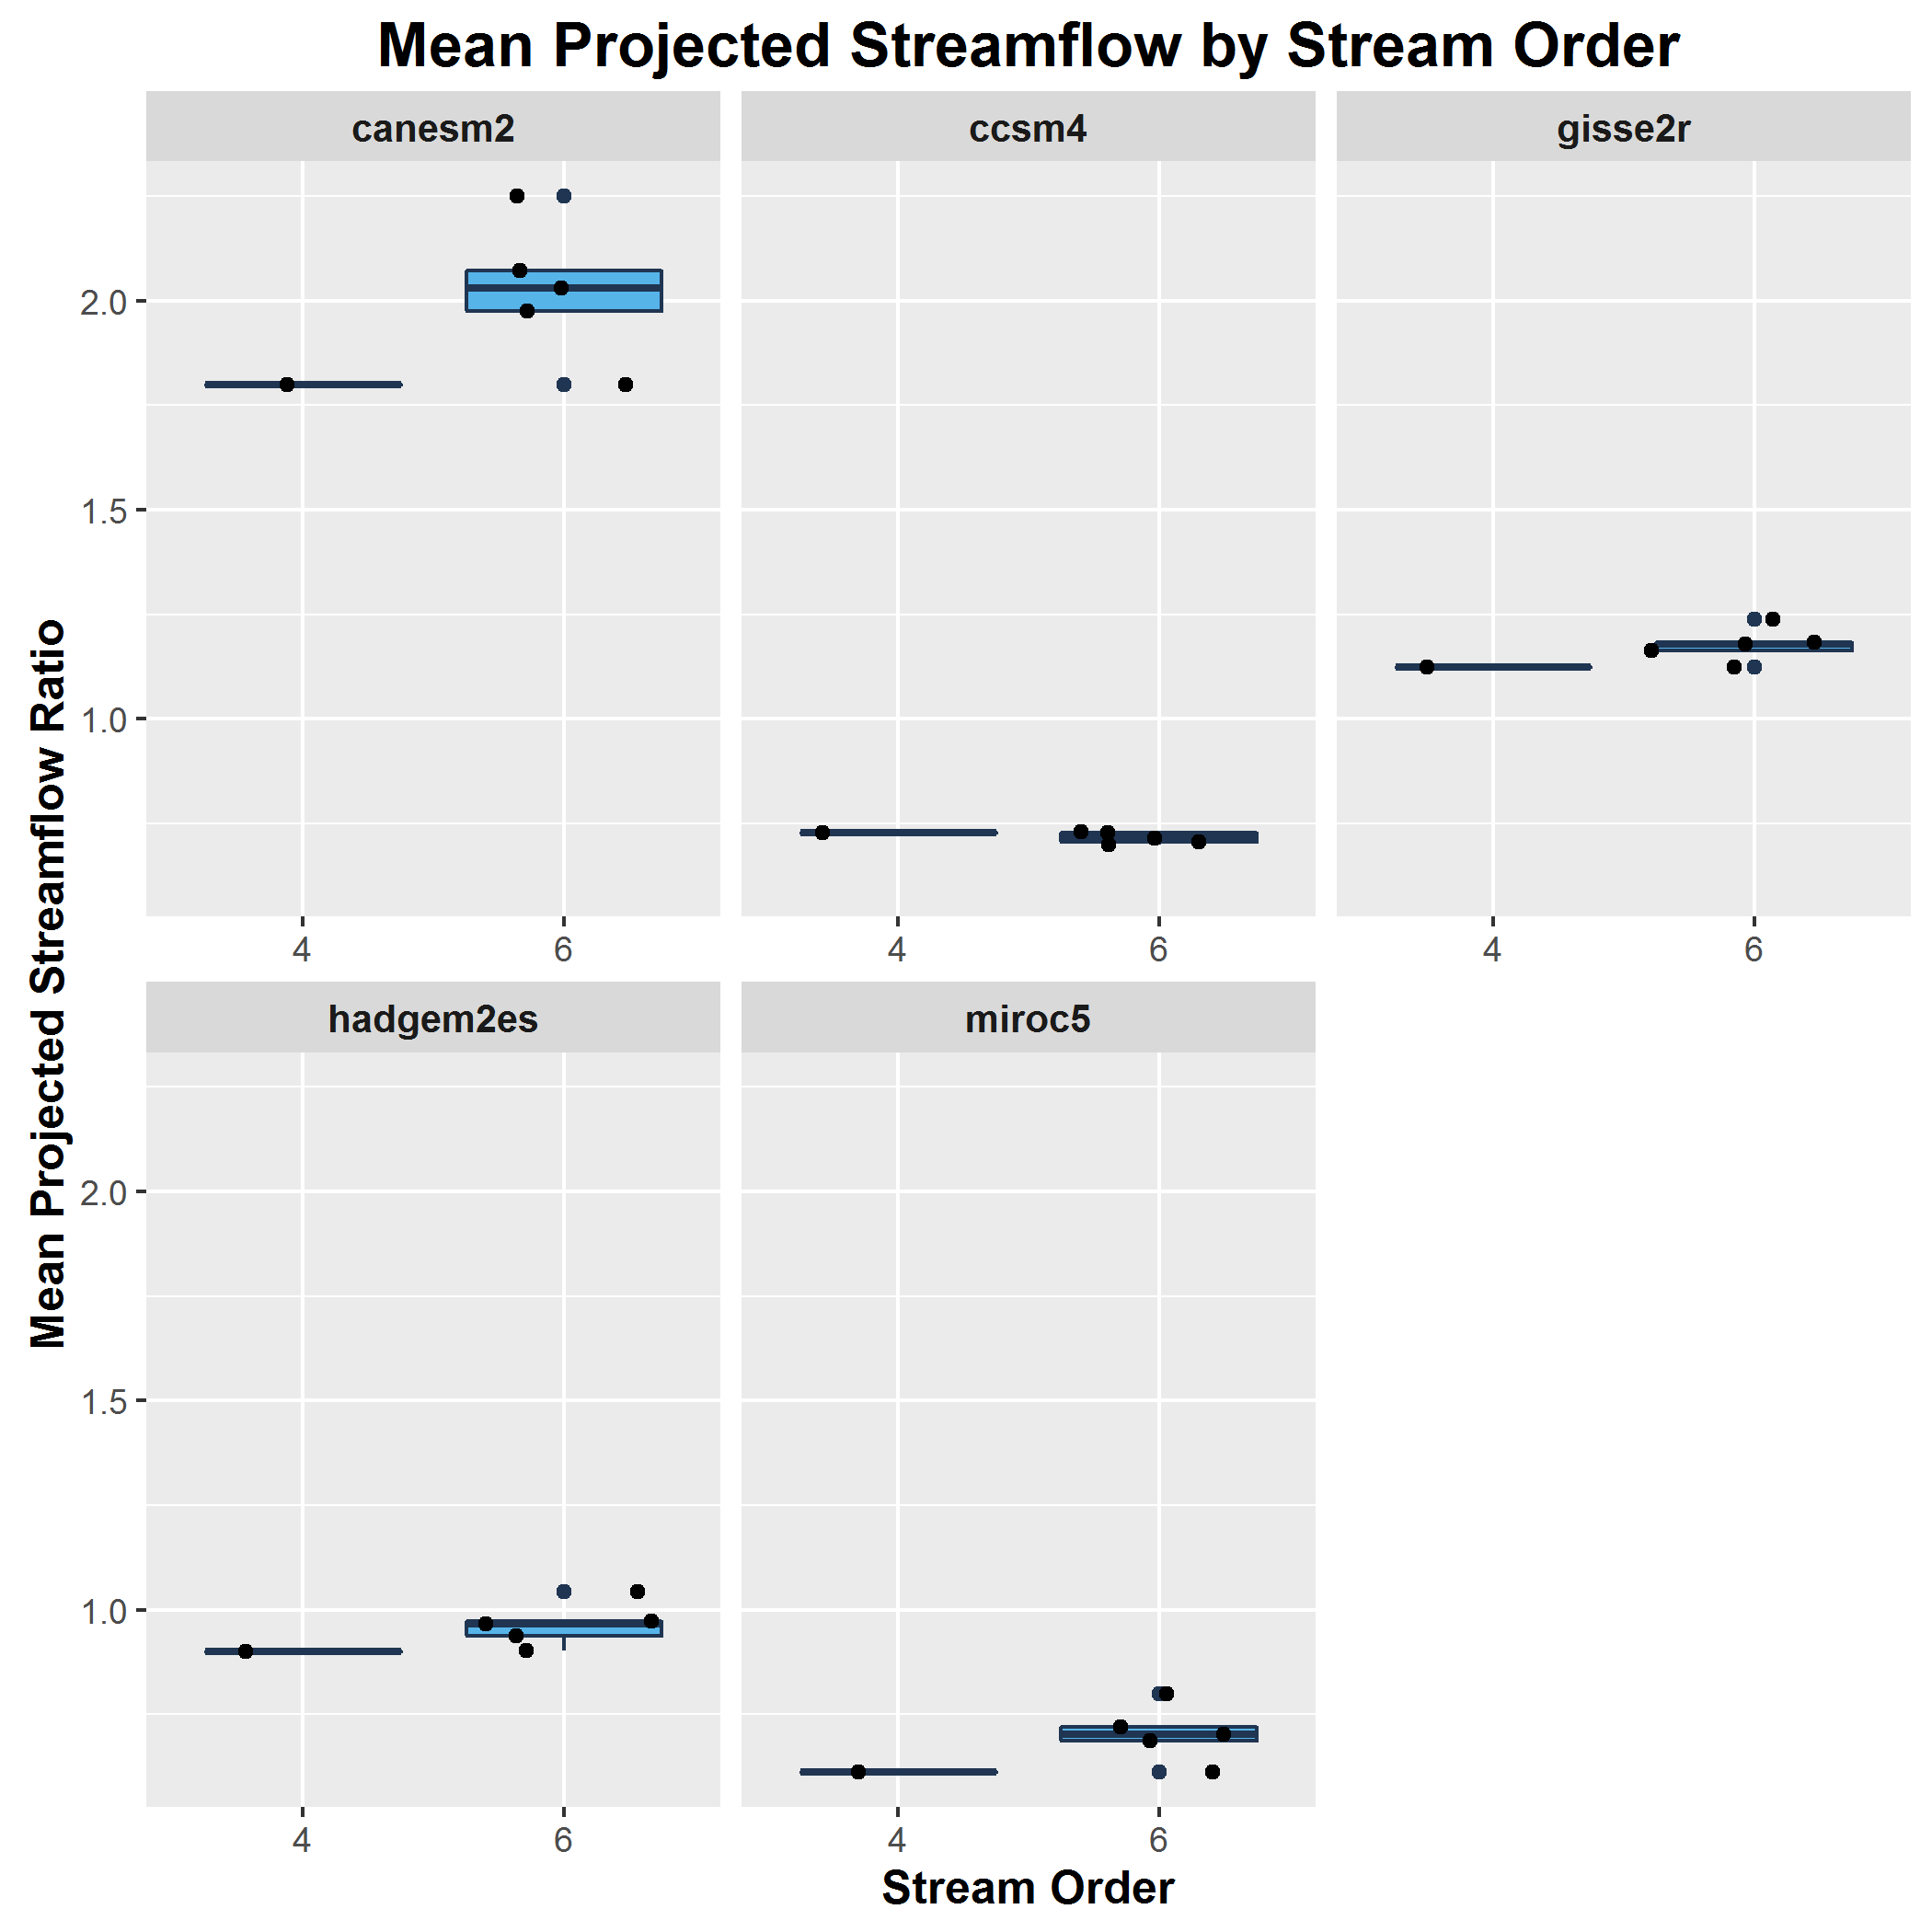 Mean Projected Streamflow by Stream Order
canesm2
ccsm4
gisse2r
2.0
1.5
1.0
4
6
4
6
4
6
Mean Projected Streamflow Ratio
hadgem2es
miroc5
2.0
1.5
1.0
4
6
4
6
Stream Order